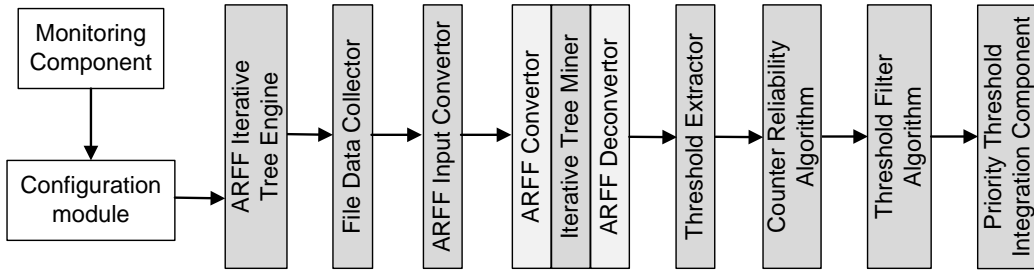 Monitoring
Component
Configuration
module
ARFF Iterative
Tree Engine
File Data Collector
ARFF Input Convertor
ARFF Convertor
Iterative Tree Miner
ARFF Deconvertor
Threshold Extractor
Counter Reliability
Algorithm
Threshold Filter
Algorithm
Priority Threshold
Integration Component